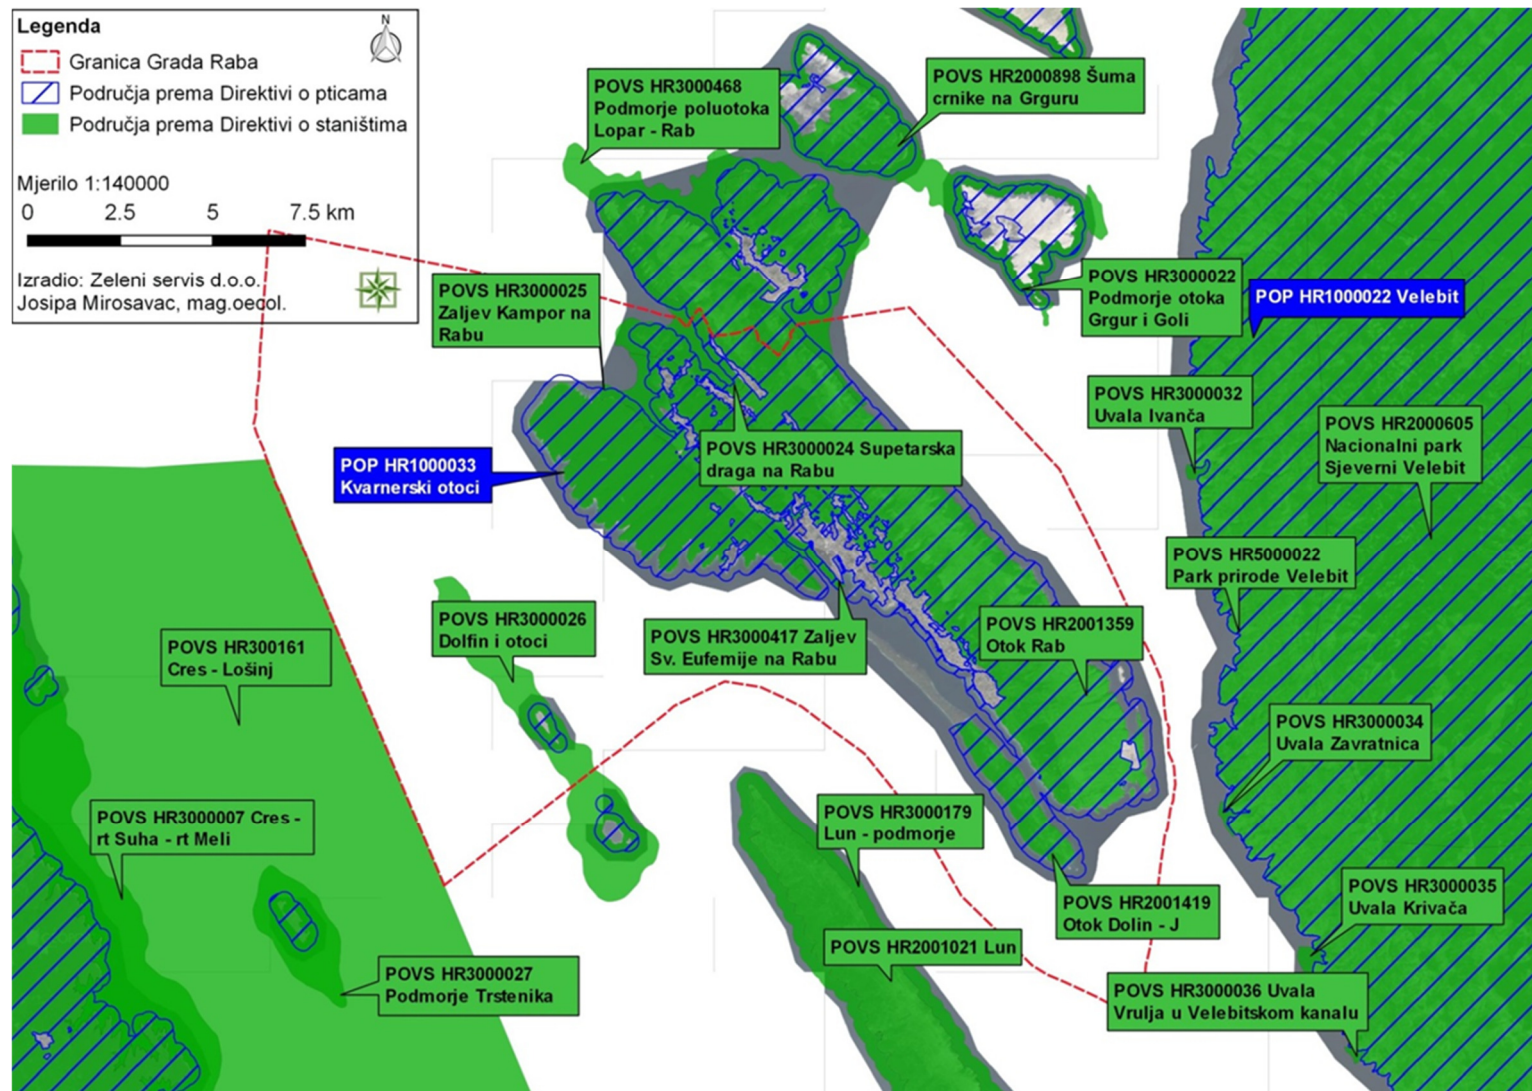 Legenda
N
Granica Grada Raba
Područja prema Direktivi o pticama
Područja prema Direktivi o staništima
Mjerilo 1:140000
0 2.5 5 7.5 km
Izradio: Zeleni servis d.o.o.
Josipa Mirosavac, mag.oecol.
POVS HR3000468
Podmorje poluotoka
Lopar - Rab
POVS HR2000898 Šuma
crnike na Grguru
POVS HR3000025
Zaljev Kampor na
Rabu
POVS HR3000022
Podmorje otoka
Grgur i Goli
POP HR1000022 Velebit
POVS HR3000032
Uvala Ivanča
POVS HR2000605
Nacionalni park
Sjeverni Velebit
POP HR1000033
Kvarnerski otoci
POVS HR3000024 Supetarska
draga na Rabu
POVS HR5000022
Park prirode Velebit
POVS HR300161
Cres - Lošinj
POVS HR3000026
Dolfin i otoci
POVS HR3000417 Zaljev
Sv. Eufemije na Rabu
POVS HR2001359
Otok Rab
POVS HR3000034
Uvala Zavratnica
POVS HR3000007 Cres -
rt Suha - rt Meli
POVS HR3000179
Lun - podmorje
POVS HR2001419
Otok Dolin - J
POVS HR3000035
Uvala Krivača
POVS HR2001021 Lun
POVS HR3000027
Podmorje Trstenika
POVS HR3000036 Uvala
Vrulja u Velebitskom kanalu